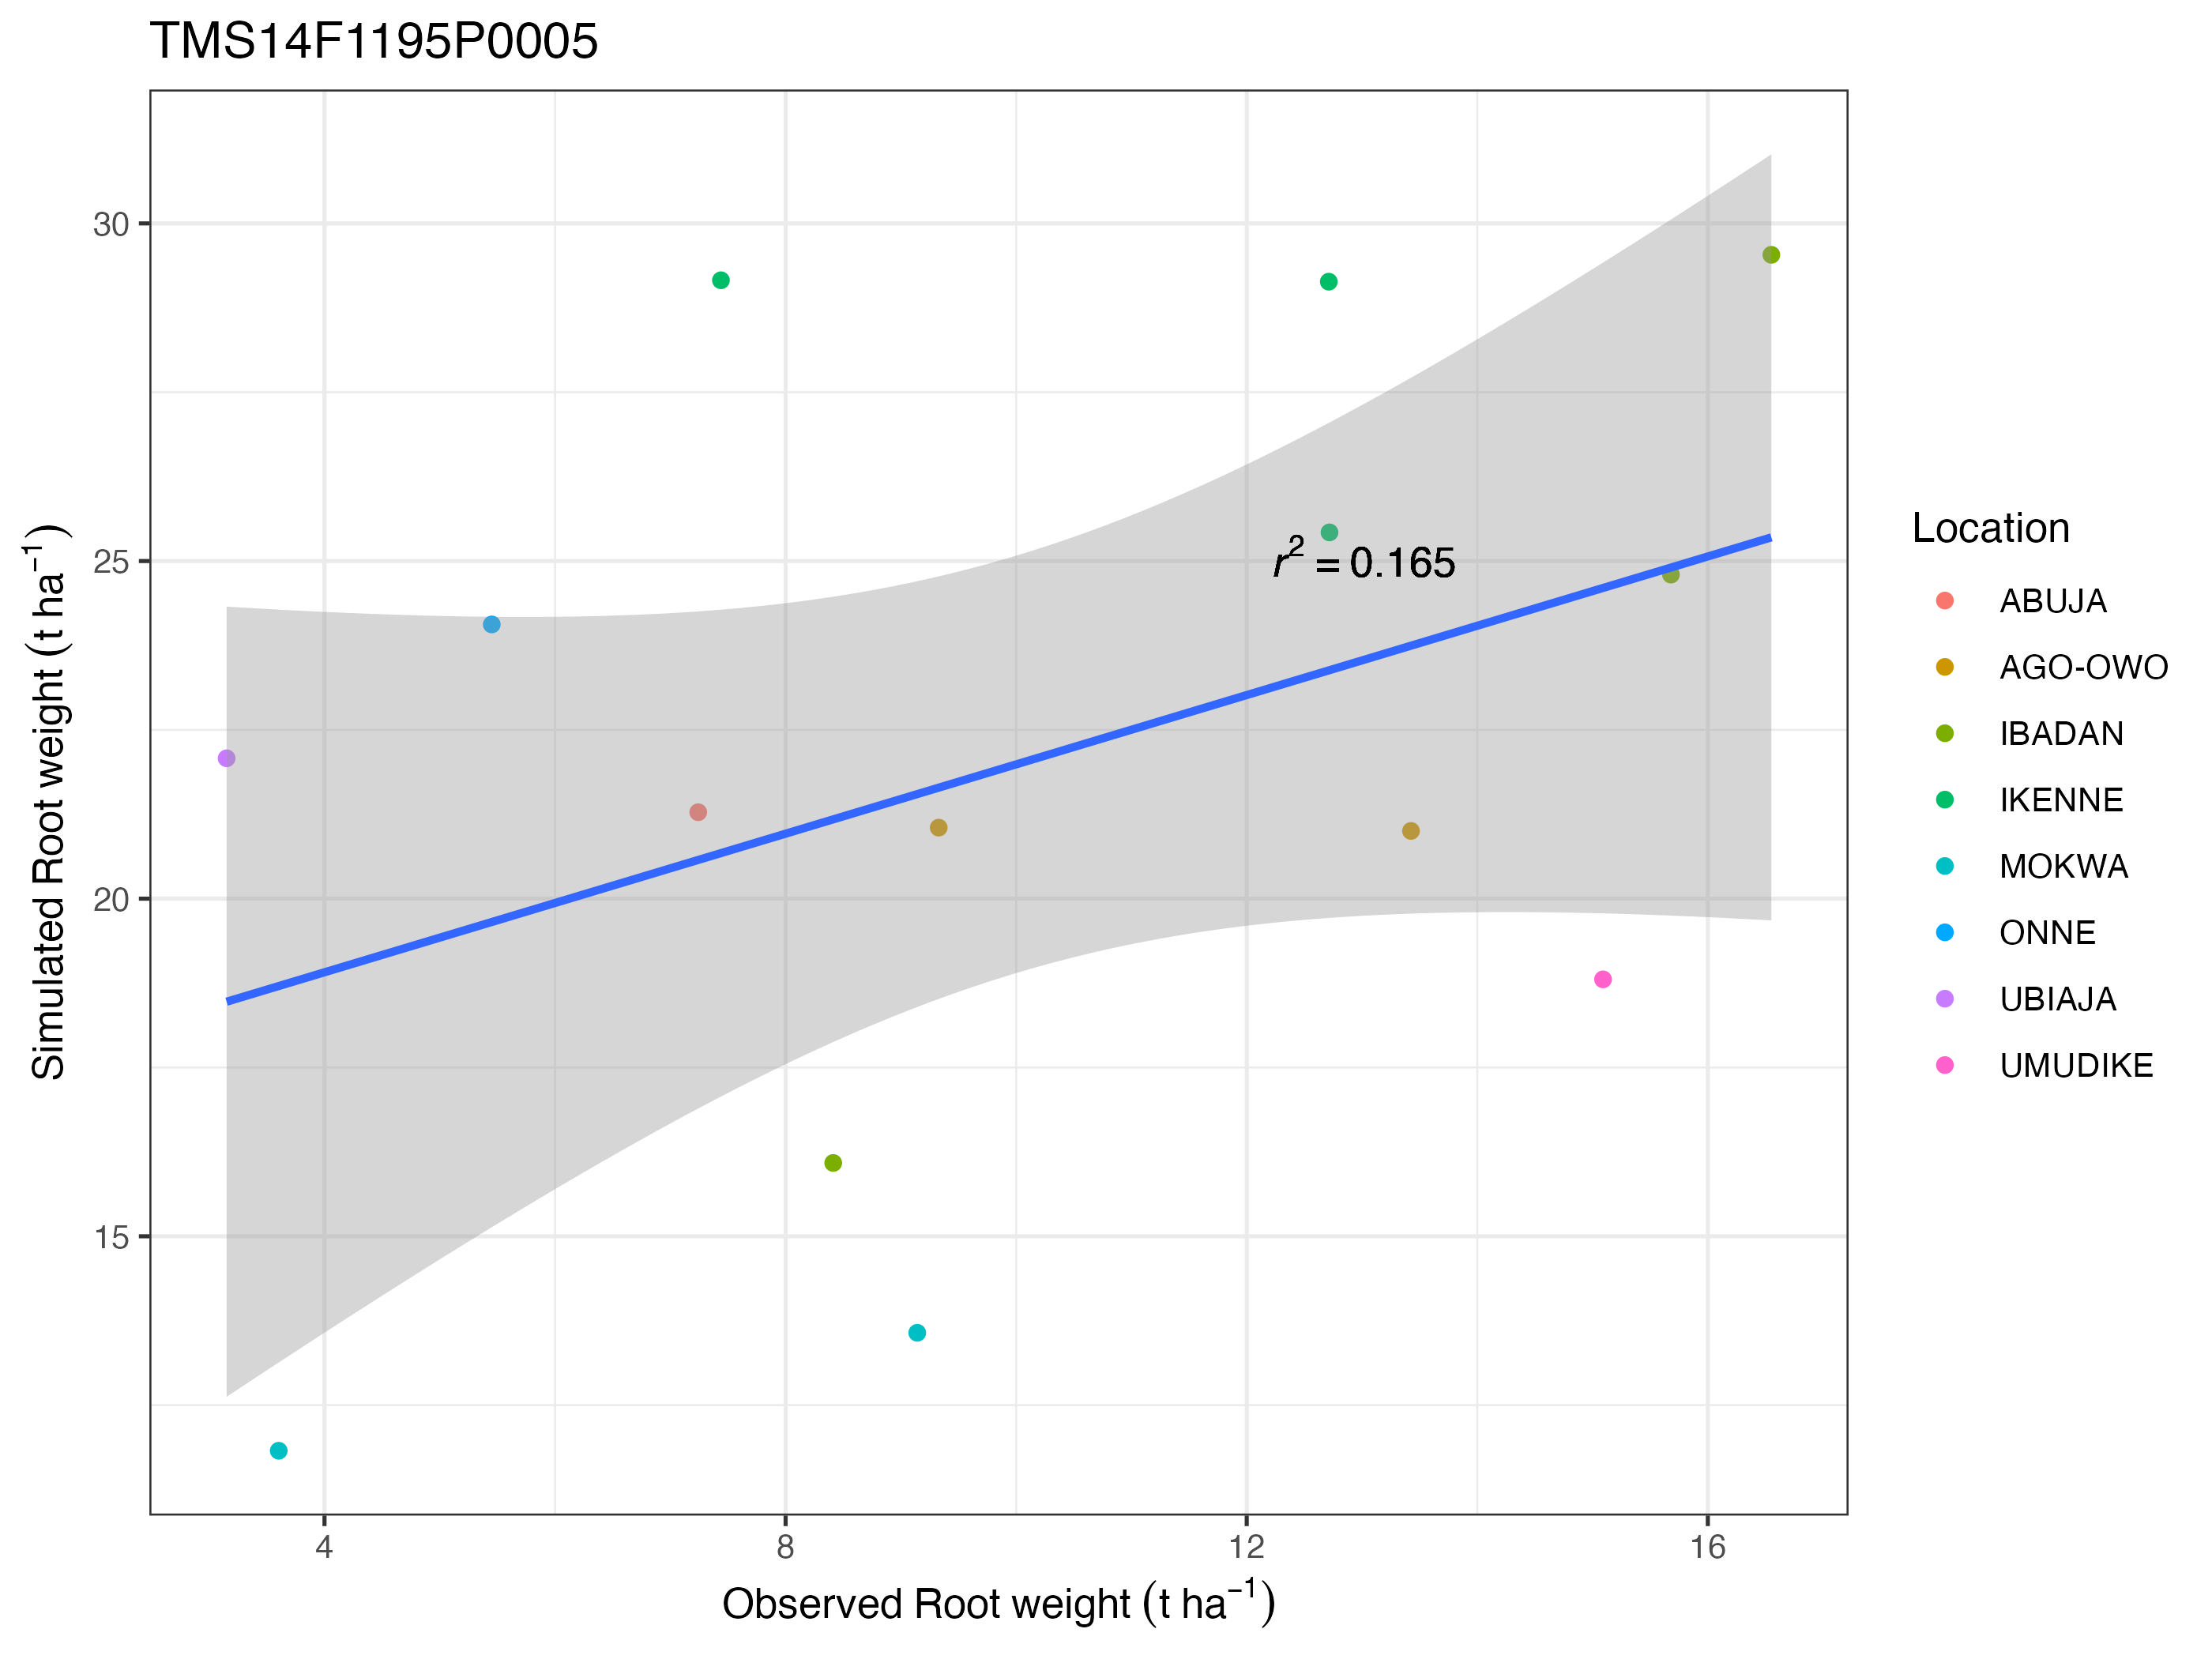 TMS14F1195P0005
Simulated Root weight (t ha⁻¹)
30
25
20
15
r² = 0.165
4 8 12 16
Observed Root weight (t ha⁻¹)
Location
ABUJA
AGO-OWO
IBADAN
IKENNE
MOKWA
ONNE
UBIAJA
UMUDIKE